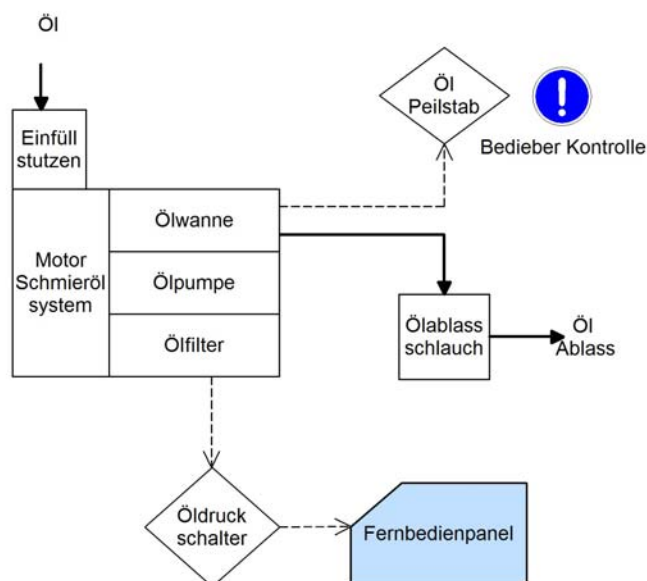 Öl
Einfüll
stutzen
Öl
Peilstab
Bedieber Kontrolle
Motor
Schmieröl
system
Ölwanne
Ölpumpe
Ölfilter
Ölablass
schlauch
Öl
Ablass
Öldruck
schalter
Fernbedienpanel